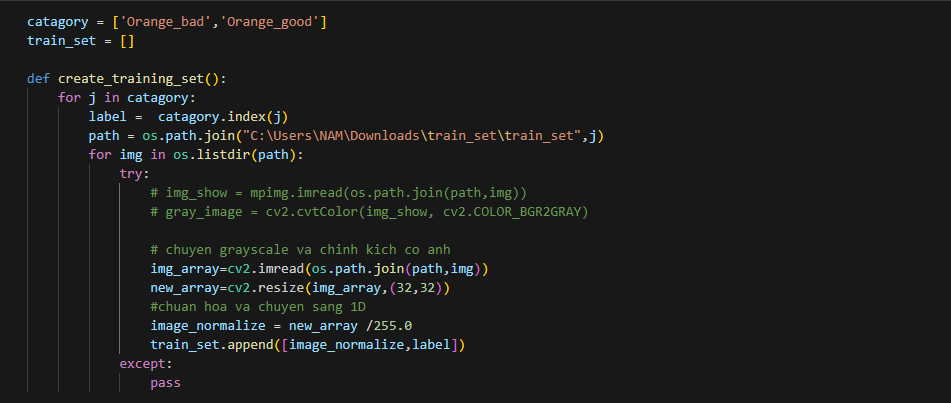 catagory = ['Orange_bad','Orange_good']
train_set = []
def create_training_set():
for j in catagory:
label =  catagory.index(j)
path = os.path.join("C:\Users\NAM\Downloads\train_set\train_set",j)
for img in os.listdir(path):
try:
# img_show = mpimg.imread(os.path.join(path,img))
# gray_image = cv2.cvtColor(img_show, cv2.COLOR_BGR2GRAY)
# chuyen grayscale va chinh kich co anh
img_array=cv2.imread(os.path.join(path,img))
new_array=cv2.resize(img_array,(32,32))
#chuan hoa va chuyen sang 1D
image_normalize = new_array /255.0
train_set.append([image_normalize,label])
except:
pass